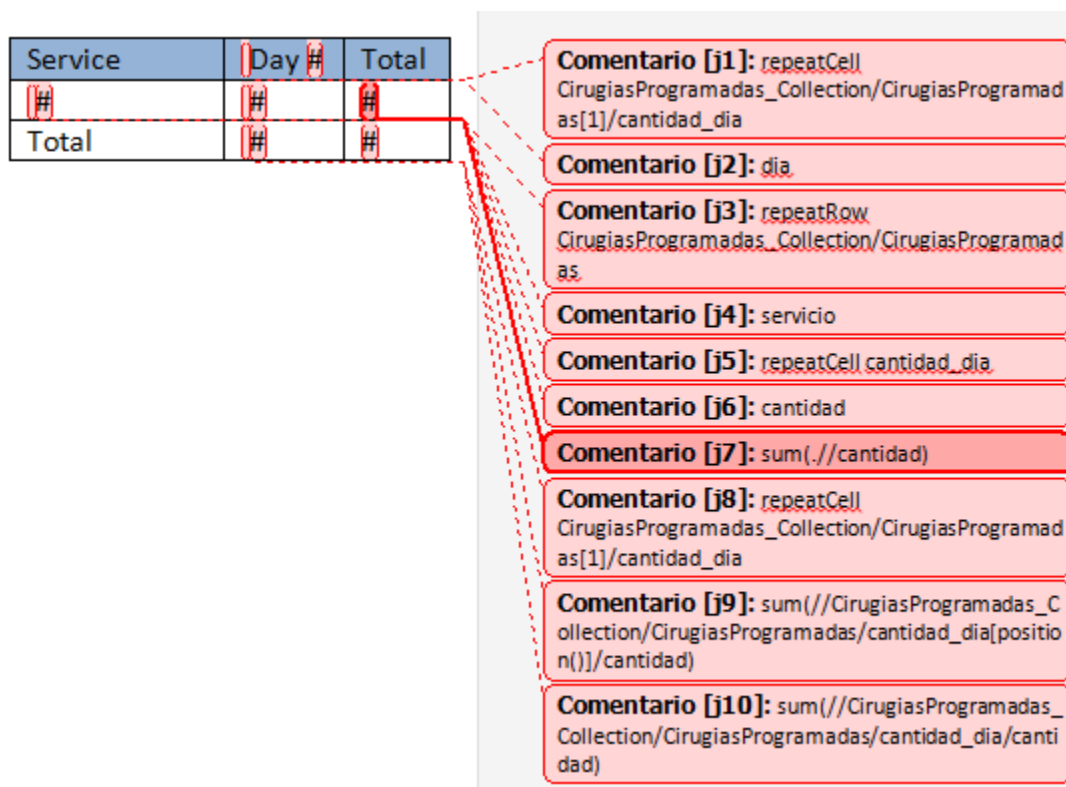 Service Day # Total
# # #
Total # #
Comentario [j1]: repeatCell
CirugiasProgramadas_Collection/CirugiasProgramad
as[1]/cantidad_dia
Comentario [j2]: dia
Comentario [j3]: repeatRow
CirugiasProgramadas_Collection/CirugiasProgramad
as
Comentario [j4]: servicio
Comentario [j5]: repeatCell cantidad_dia
Comentario [j6]: cantidad
Comentario [j7]: sum(.//cantidad)
Comentario [j8]: repeatCell
CirugiasProgramadas_Collection/CirugiasProgramad
as[1]/cantidad_dia
Comentario [j9]: sum(//CirugiasProgramadas_C
ollection/CirugiasProgramadas/cantidad_dia[positio
n()]/cantidad)
Comentario [j10]: sum(//CirugiasProgramadas_
Collection/CirugiasProgramadas/cantidad_dia/canti
dad)